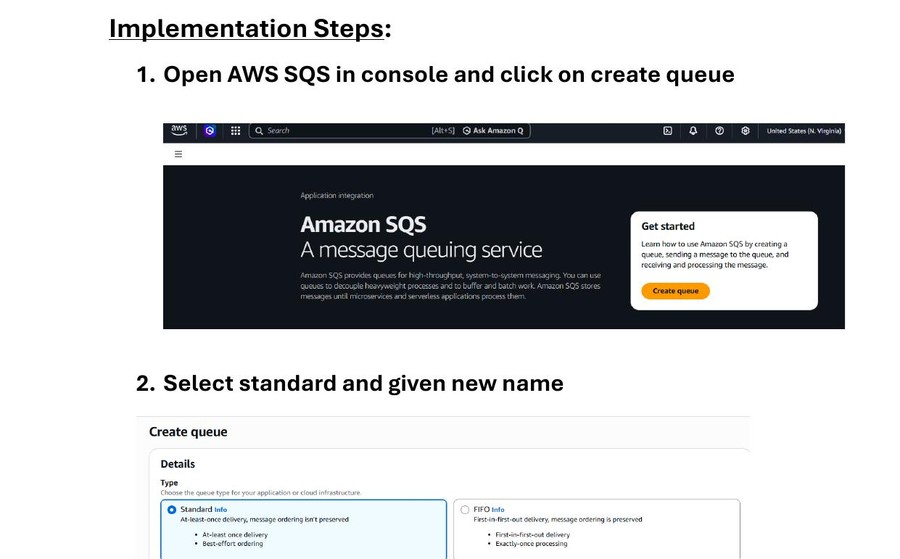 Implementation Steps:
1. Open AWS SQS in console and click on create queue
aws Search [Alt+S] Ask Amazon Q United States (N. Virginia)
Application integration
Amazon SQS
A message queuing service
Amazon SQS provides queues for high-throughput, system-to-system messaging. You can use
queues to decouple heavyweight processes and to buffer and batch work. Amazon SQS stores
messages until microservices and serverless applications process them.
Get started
Learn how to use Amazon SQS by creating a
queue, sending a message to the queue, and
receiving and processing the message.
Create queue
2. Select standard and given new name
Create queue
Details
Type
Choose the queue type for your application or cloud infrastructure.
Standard Info
At-least-once delivery, message ordering isn't preserved
• At-least once delivery
• Best-effort ordering
FIFO Info
First-in-first-out delivery, message ordering is preserved
• First-in-first-out delivery
• Exactly-once processing